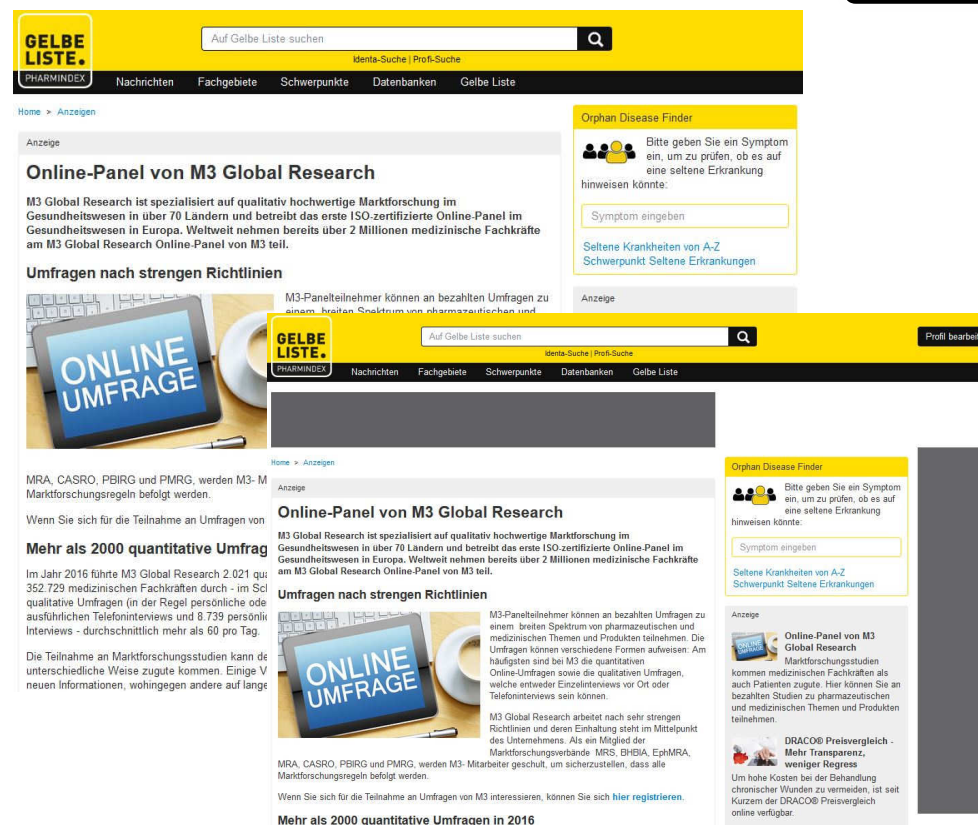 GELBE
LISTE.
PHARMINDEX
Auf Gelbe Liste suchen
Identa-Suche | Profi-Suche
Nachrichten Fachgebiete Schwerpunkte Datenbanken Gelbe Liste
Home > Anzeigen
Anzeige
Online-Panel von M3 Global Research
M3 Global Research ist spezialisiert auf qualitativ hochwertige Marktforschung im
Gesundheitswesen in über 70 Ländern und betreibt das erste ISO-zertifizierte Online-Panel im
Gesundheitswesen in Europa. Weltweit nehmen bereits über 2 Millionen medizinische Fachkräfte
am M3 Global Research Online-Panel von M3 teil.
Umfragen nach strengen Richtlinien
ONLINE
UMFRAGE
M3-Panelteilnehmer können an bezahlten Umfragen zu
einem breiten Spektrum von pharmazeutischen und
MRA, CASRO, PBIRG und PMRG, werden M3- M
Marktforschungsregeln befolgt werden.
Wenn Sie sich für die Teilnahme an Umfragen von
Mehr als 2000 quantitative Umfrag
Im Jahr 2016 führte M3 Global Research 2.021 qua
352.729 medizinischen Fachkräften durch - im Sch
qualitative Umfragen (in der Regel persönliche ode
ausführlichen Telefoninterviews und 8.739 persönlic
Interviews - durchschnittlich mehr als 60 pro Tag.
Die Teilnahme an Marktforschungsstudien kann de
unterschiedliche Weise zugute kommen. Einige V
neuen Informationen, wohingegen andere auf lange
Orphan Disease Finder
Bitte geben Sie ein Symptom
ein, um zu prüfen, ob es auf
eine seltene Erkrankung
hinweisen könnte:
Symptom eingeben
Seltene Krankheiten von A-Z
Schwerpunkt Seltene Erkrankungen
Anzeige
GELBE
LISTE.
PHARMINDEX
Auf Gelbe Liste suchen
Identa-Suche | Profi-Suche
Profil bearbeit
Nachrichten Fachgebiete Schwerpunkte Datenbanken Gelbe Liste
Home > Anzeigen
Anzeige
Online-Panel von M3 Global Research
M3 Global Research ist spezialisiert auf qualitativ hochwertige Marktforschung im
Gesundheitswesen in über 70 Ländern und betreibt das erste ISO-zertifizierte Online-Panel im
Gesundheitswesen in Europa. Weltweit nehmen bereits über 2 Millionen medizinische Fachkräfte
am M3 Global Research Online-Panel von M3 teil.
Umfragen nach strengen Richtlinien
ONLINE
UMFRAGE
M3-Panelteilnehmer können an bezahlten Umfragen zu
einem breiten Spektrum von pharmazeutischen und
medizinischen Themen und Produkten teilnehmen. Die
Umfragen können verschiedene Formen aufweisen: Am
häufigsten sind bei M3 die quantitativen
Online-Umfragen sowie die qualitativen Umfragen,
welche entweder Einzelinterviews vor Ort oder
Telefoninterviews sein können.
M3 Global Research arbeitet nach sehr strengen
Richtlinien und deren Einhaltung steht im Mittelpunkt
des Unternehmens. Als ein Mitglied der
Marktforschungsverbände MRS, BHBIA, EphMRA,
MRA, CASRO, PBIRG und PMRG, werden M3- Mitarbeiter geschult, um sicherzustellen, dass alle
Marktforschungsregeln befolgt werden.
Wenn Sie sich für die Teilnahme an Umfragen von M3 interessieren, können Sie sich hier registrieren.
Mehr als 2000 quantitative Umfragen in 2016
Orphan Disease Finder
Bitte geben Sie ein Symptom
ein, um zu prüfen, ob es auf
eine seltene Erkrankung
hinweisen könnte:
Symptom eingeben
Seltene Krankheiten von A-Z
Schwerpunkt Seltene Erkrankungen
Anzeige
Online-Panel von M3
Global Research
Marktforschungsstudien
kommen medizinischen Fachkräften als
auch Patienten zugute. Hier können Sie an
bezahlten Studien zu pharmazeutischen
und medizinischen Themen und Produkten
teilnehmen.
DRACO® Preisvergleich -
Mehr Transparenz,
weniger Regress
Um hohe Kosten bei der Behandlung
chronischer Wunden zu vermeiden, ist seit
Kurzem der DRACO® Preisvergleich
online verfügbar.